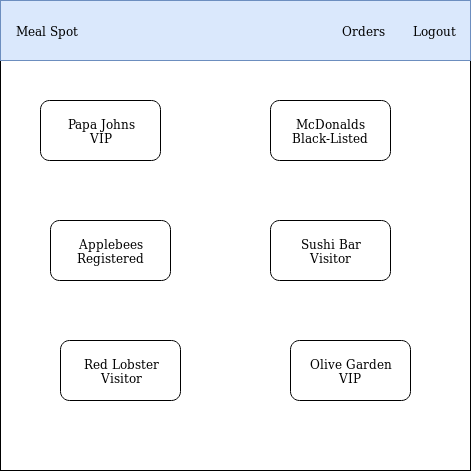 Meal Spot
Orders
Logout
Papa Johns
VIP
McDonalds
Black-Listed
Applebees
Registered
Sushi Bar
Visitor
Red Lobster
Visitor
Olive Garden
VIP